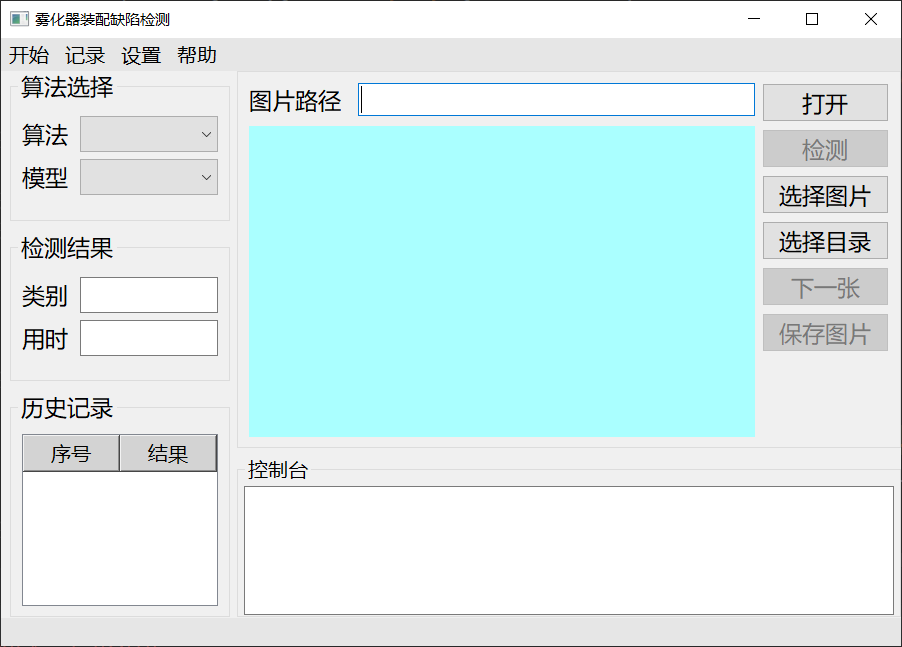 雾化器装配缺陷检测
开始 记录 设置 帮助
算法选择
算法
模型
检测结果
类别
用时
历史记录
序号 结果
图片路径
打开
检测
选择图片
选择目录
下一张
保存图片
控制台